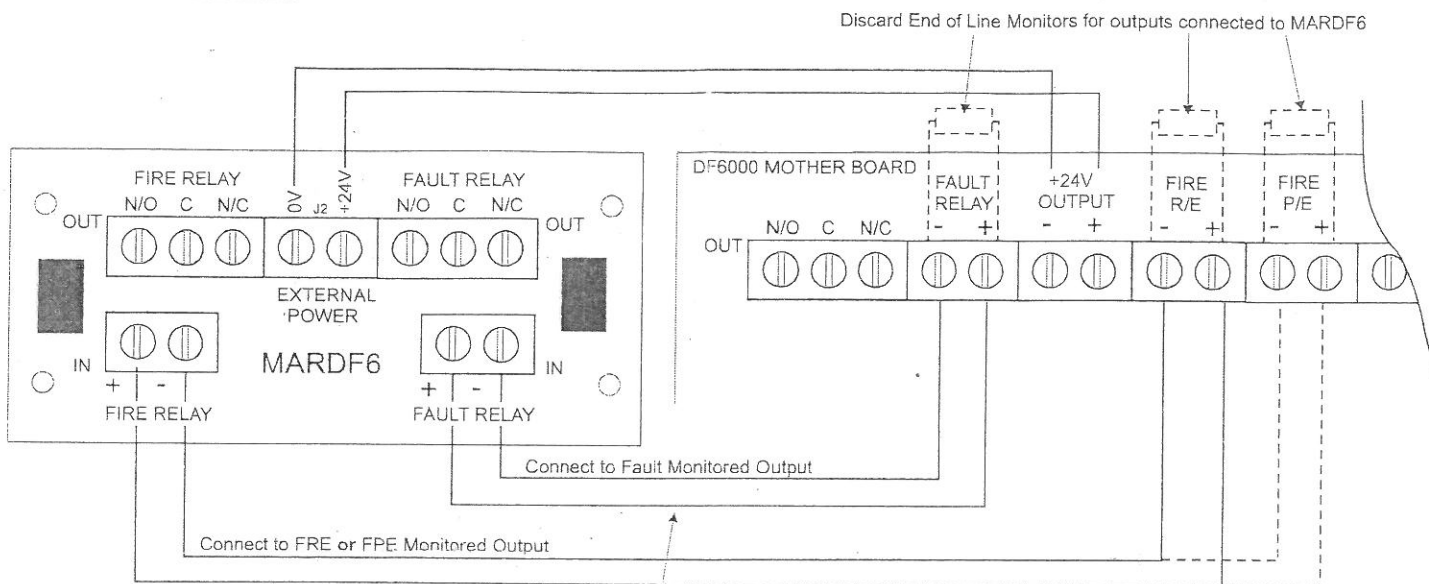 Discard End of Line Monitors for outputs connected to MARDF6
FIRE RELAY
N/O C N/C
OUT
0V
J2
+24V
FAULT RELAY
N/O C N/C
OUT
EXTERNAL
POWER
MARDF6
IN
+ -
FIRE RELAY
IN
+ -
FAULT RELAY
DF6000 MOTHER BOARD
OUT
N/O C N/C
FAULT
RELAY
- +
+24V
OUTPUT
- +
FIRE
R/E
- +
FIRE
P/E
- +
Connect to Fault Monitored Output
Connect to FRE or FPE Monitored Output